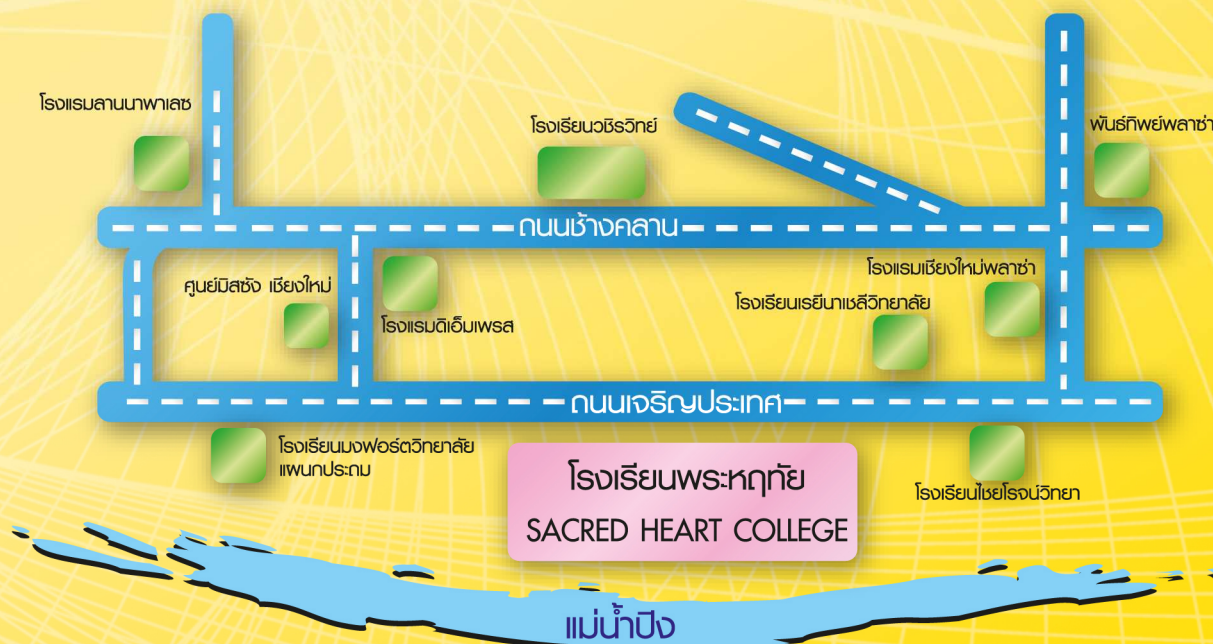 โรงแรมลานนาพาเลซ
โรงเรียนวชิรวิทย์
พันธ์ทิพย์พลาซ่า
ถนนช้างคลาน
ศูนย์มิสซัง เชียงใหม่
โรงแรมดิเอ็มเพรส
โรงแรมเชียงใหม่พลาซ่า
โรงเรียนเรยีนาเชลีวิทยาลัย
ถนนเจริญประเทศ
โรงเรียนมงฟอร์ตวิทยาลัย
แผนกประถม
โรงเรียนพระหฤทัย
SACRED HEART COLLEGE
โรงเรียนไชยโรจน์วิทยา
แม่น้ำปิง